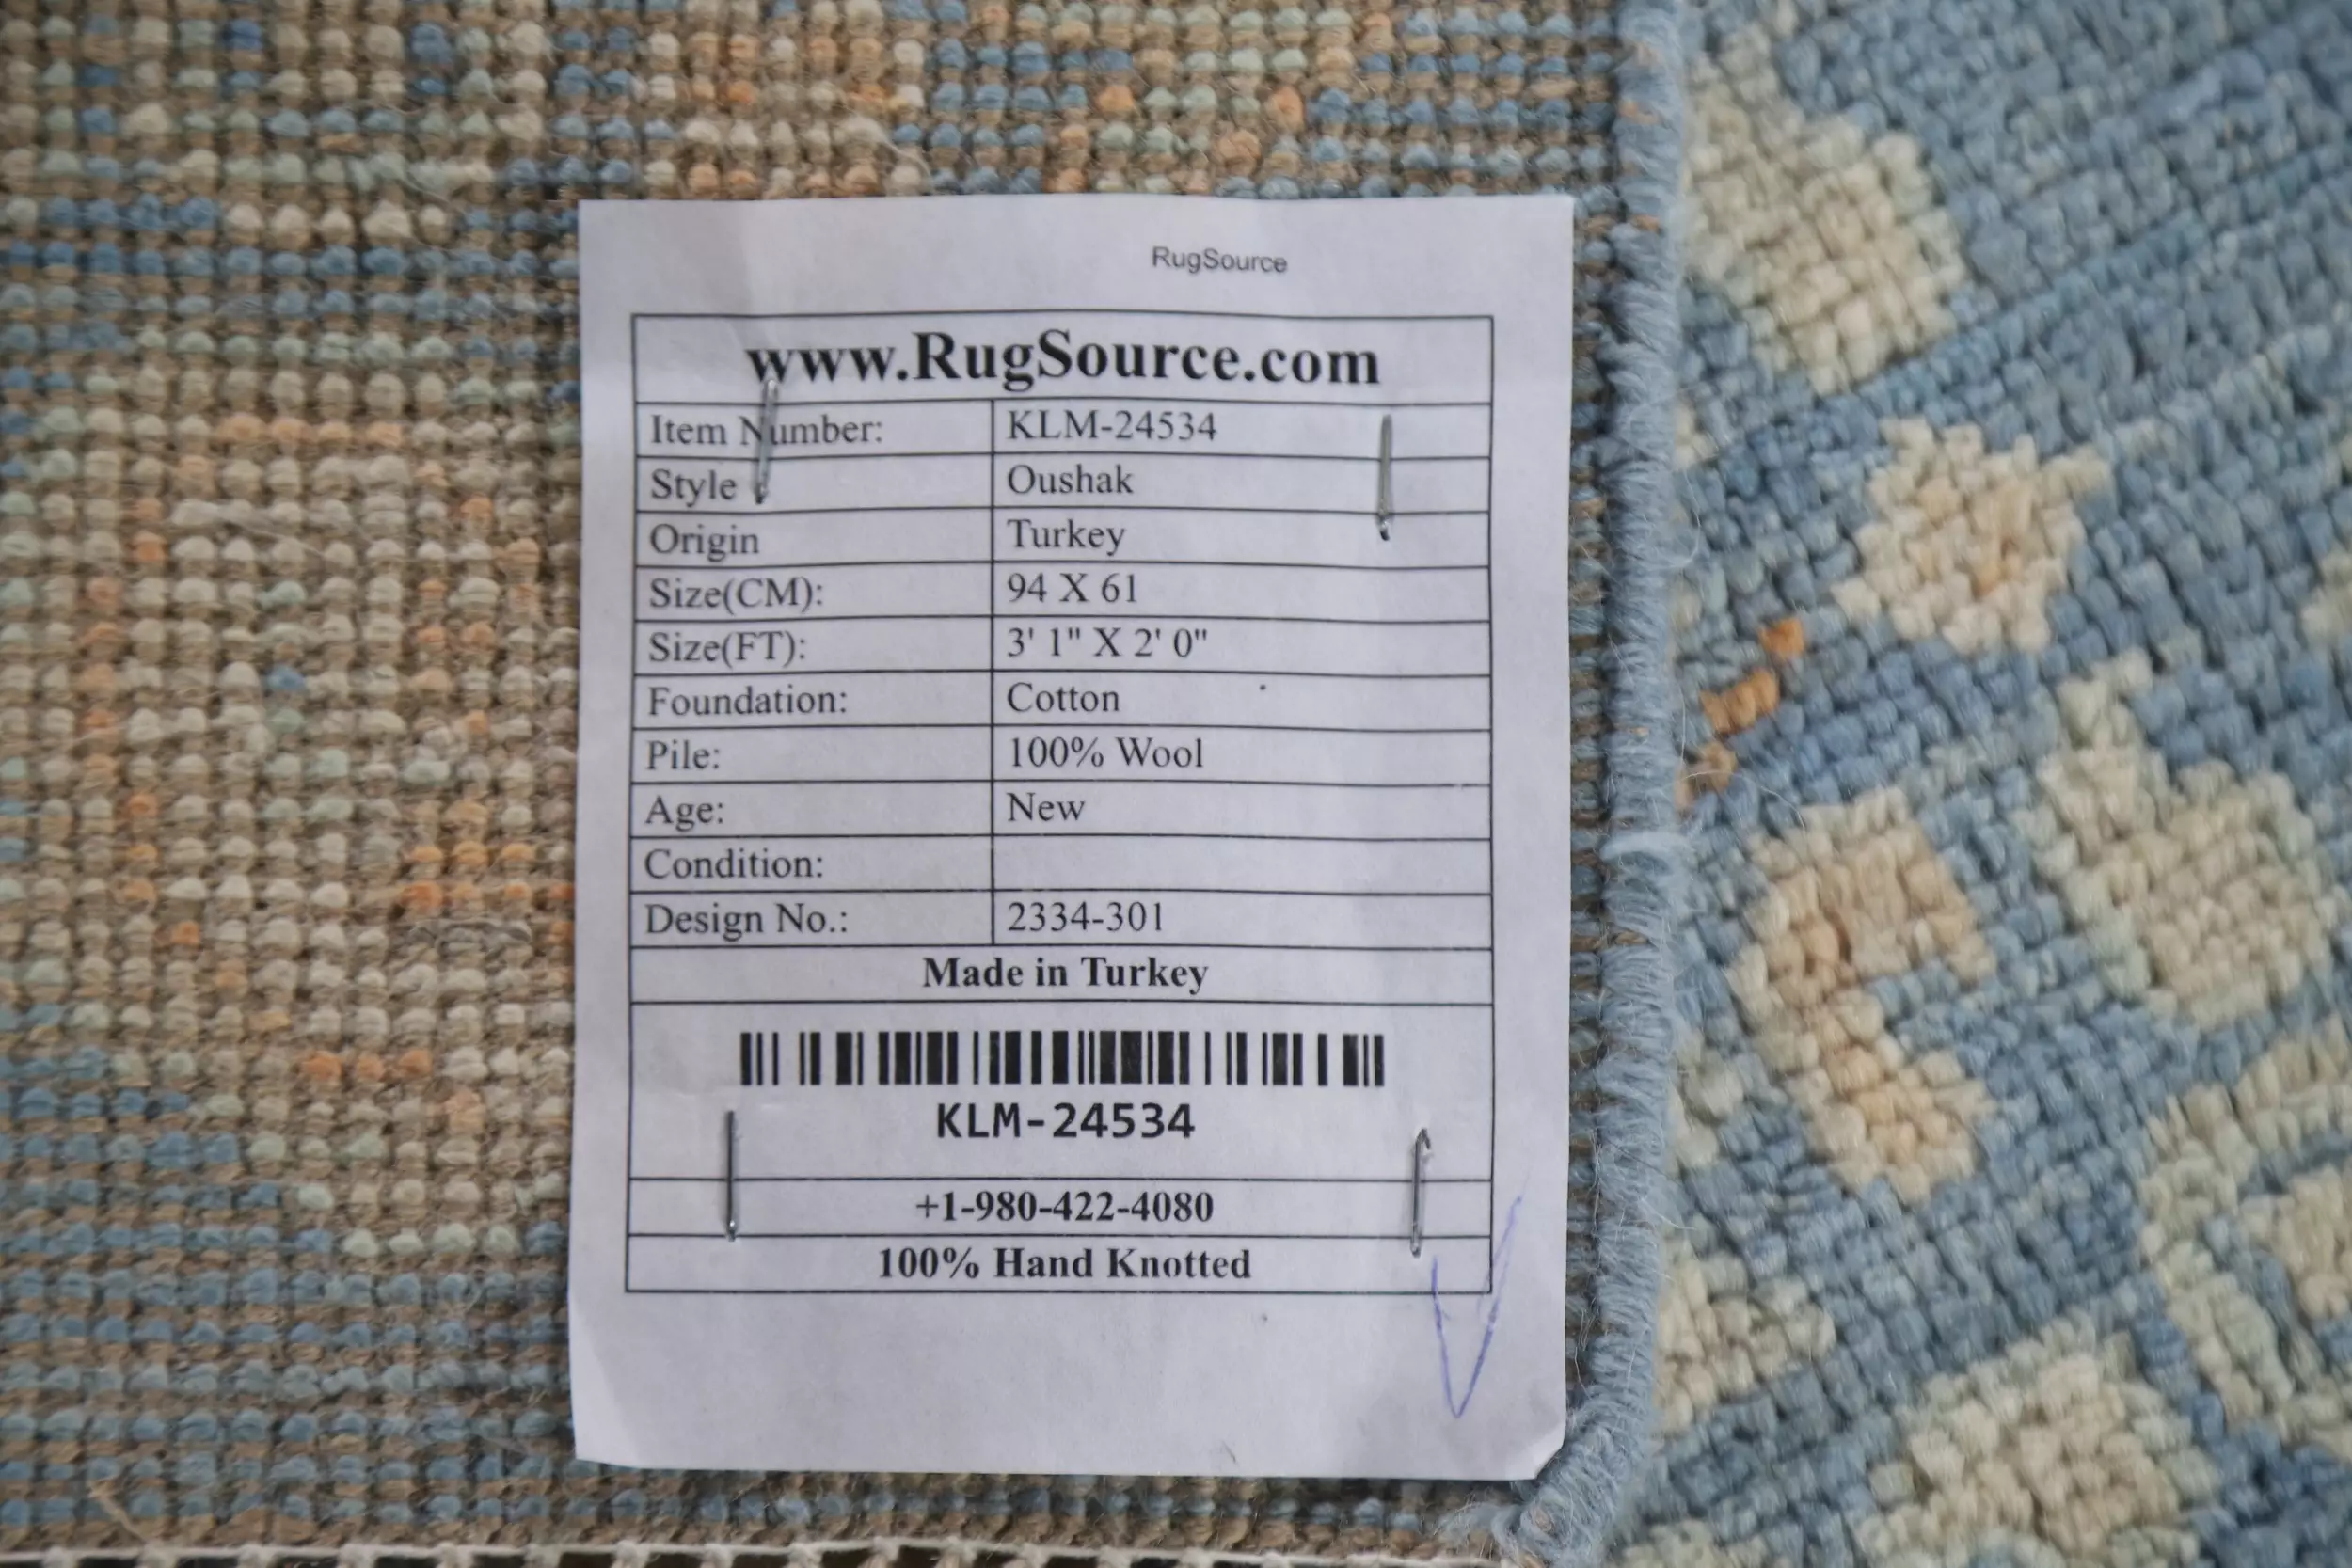 RugSource
www.RugSource.com
Item Number: KLM-24534
Style Oushak
Origin Turkey
Size(CM): 94 X 61
Size(FT): 3' 1" X 2' 0"
Foundation: Cotton
Pile: 100% Wool
Age: New
Condition:
Design No.: 2334-301
Made in Turkey
KLM-24534
+1-980-422-4080
100% Hand Knotted